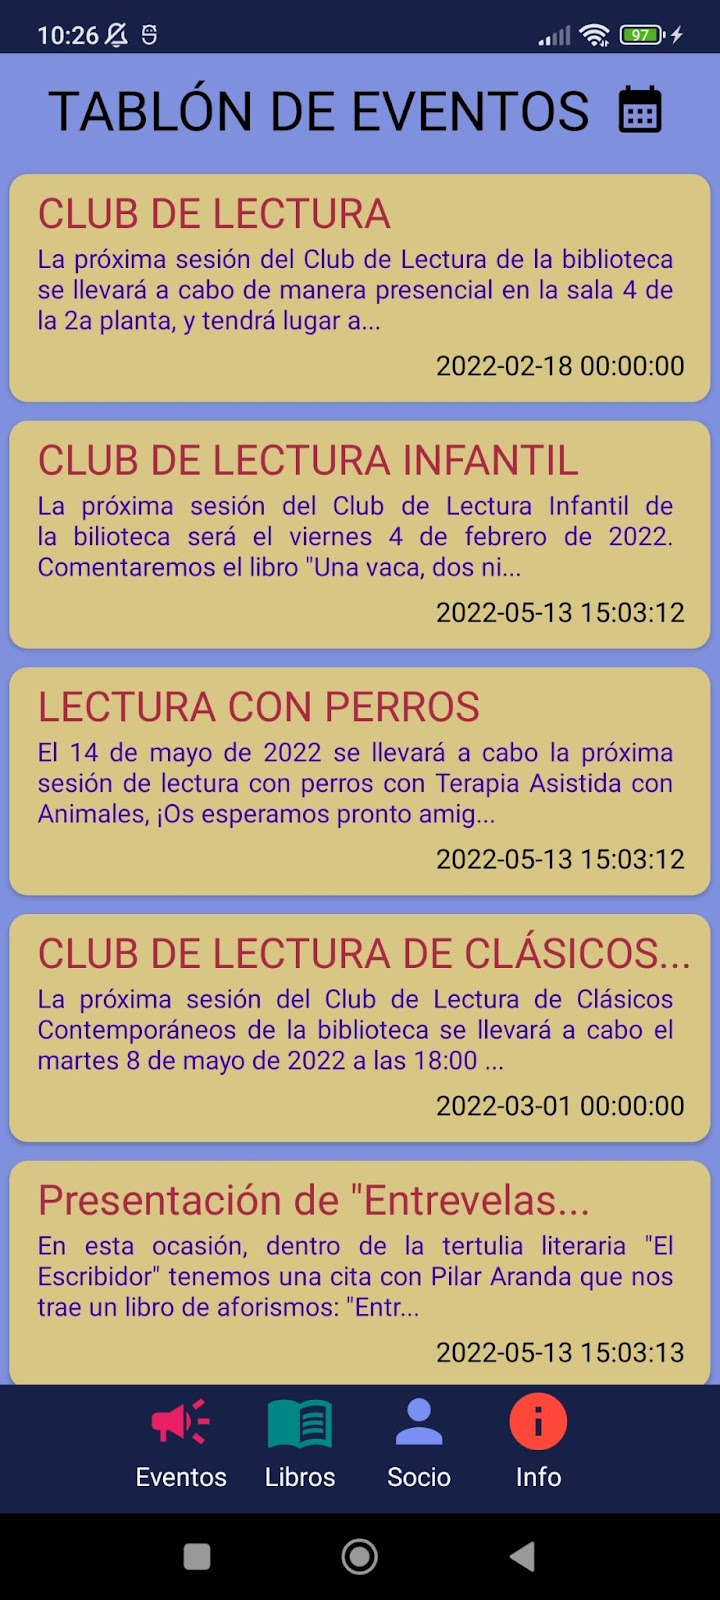 10:26
97
TABLÓN DE EVENTOS
CLUB DE LECTURA
La próxima sesión del Club de Lectura de la biblioteca
se llevará a cabo de manera presencial en la sala 4 de
la 2a planta, y tendrá lugar a...
2022-02-18 00:00:00
CLUB DE LECTURA INFANTIL
La próxima sesión del Club de Lectura Infantil de
la bilioteca será el viernes 4 de febrero de 2022.
Comentaremos el libro "Una vaca, dos ni...
2022-05-13 15:03:12
LECTURA CON PERROS
El 14 de mayo de 2022 se llevará a cabo la próxima
sesión de lectura con perros con Terapia Asistida con
Animales, ¡Os esperamos pronto amig...
2022-05-13 15:03:12
CLUB DE LECTURA DE CLÁSICOS...
La próxima sesión del Club de Lectura de Clásicos
Contemporáneos de la biblioteca se llevará a cabo el
martes 8 de mayo de 2022 a las 18:00 ...
2022-03-01 00:00:00
Presentación de "Entrevelas...
En esta ocasión, dentro de la tertulia literaria "El
Escribidor" tenemos una cita con Pilar Aranda que nos
trae un libro de aforismos: "Entr...
2022-05-13 15:03:13
Eventos
Libros
Socio
Info